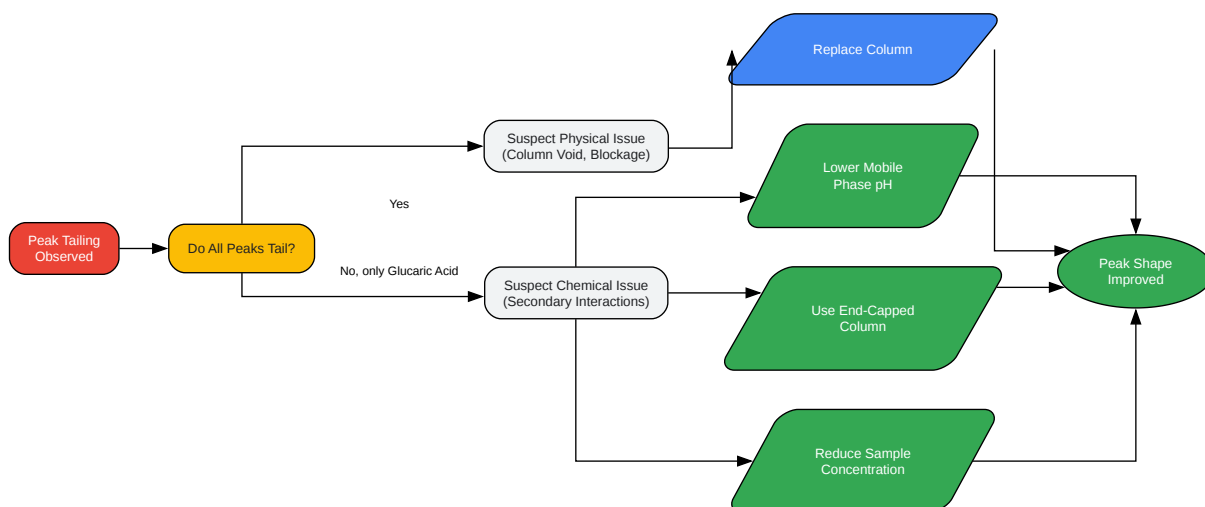 Replace Column
Suspect Physical Issue
(Column Void, Blockage)
Lower Mobile
Phase pH
Yes
Peak Tailing
Observed
Do All Peaks Tail?
No, only Glucaric Acid
Peak Shape
Improved
Suspect Chemical Issue
(Secondary Interactions)
Use End-Capped
Column
Reduce Sample
Concentration